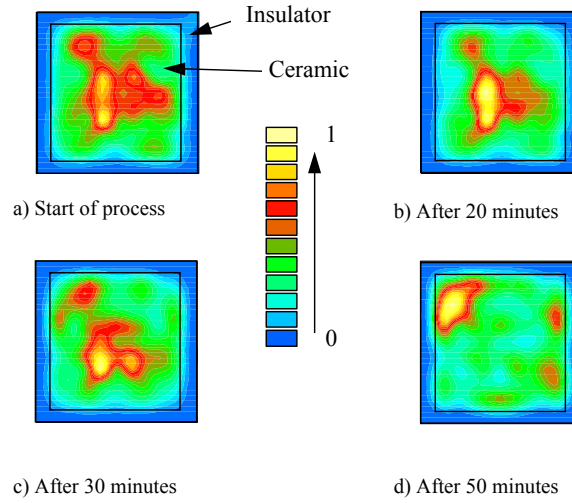 Insulator
Ceramic
1
0
a) Start of process
b) After 20 minutes
c) After 30 minutes
d) After 50 minutes